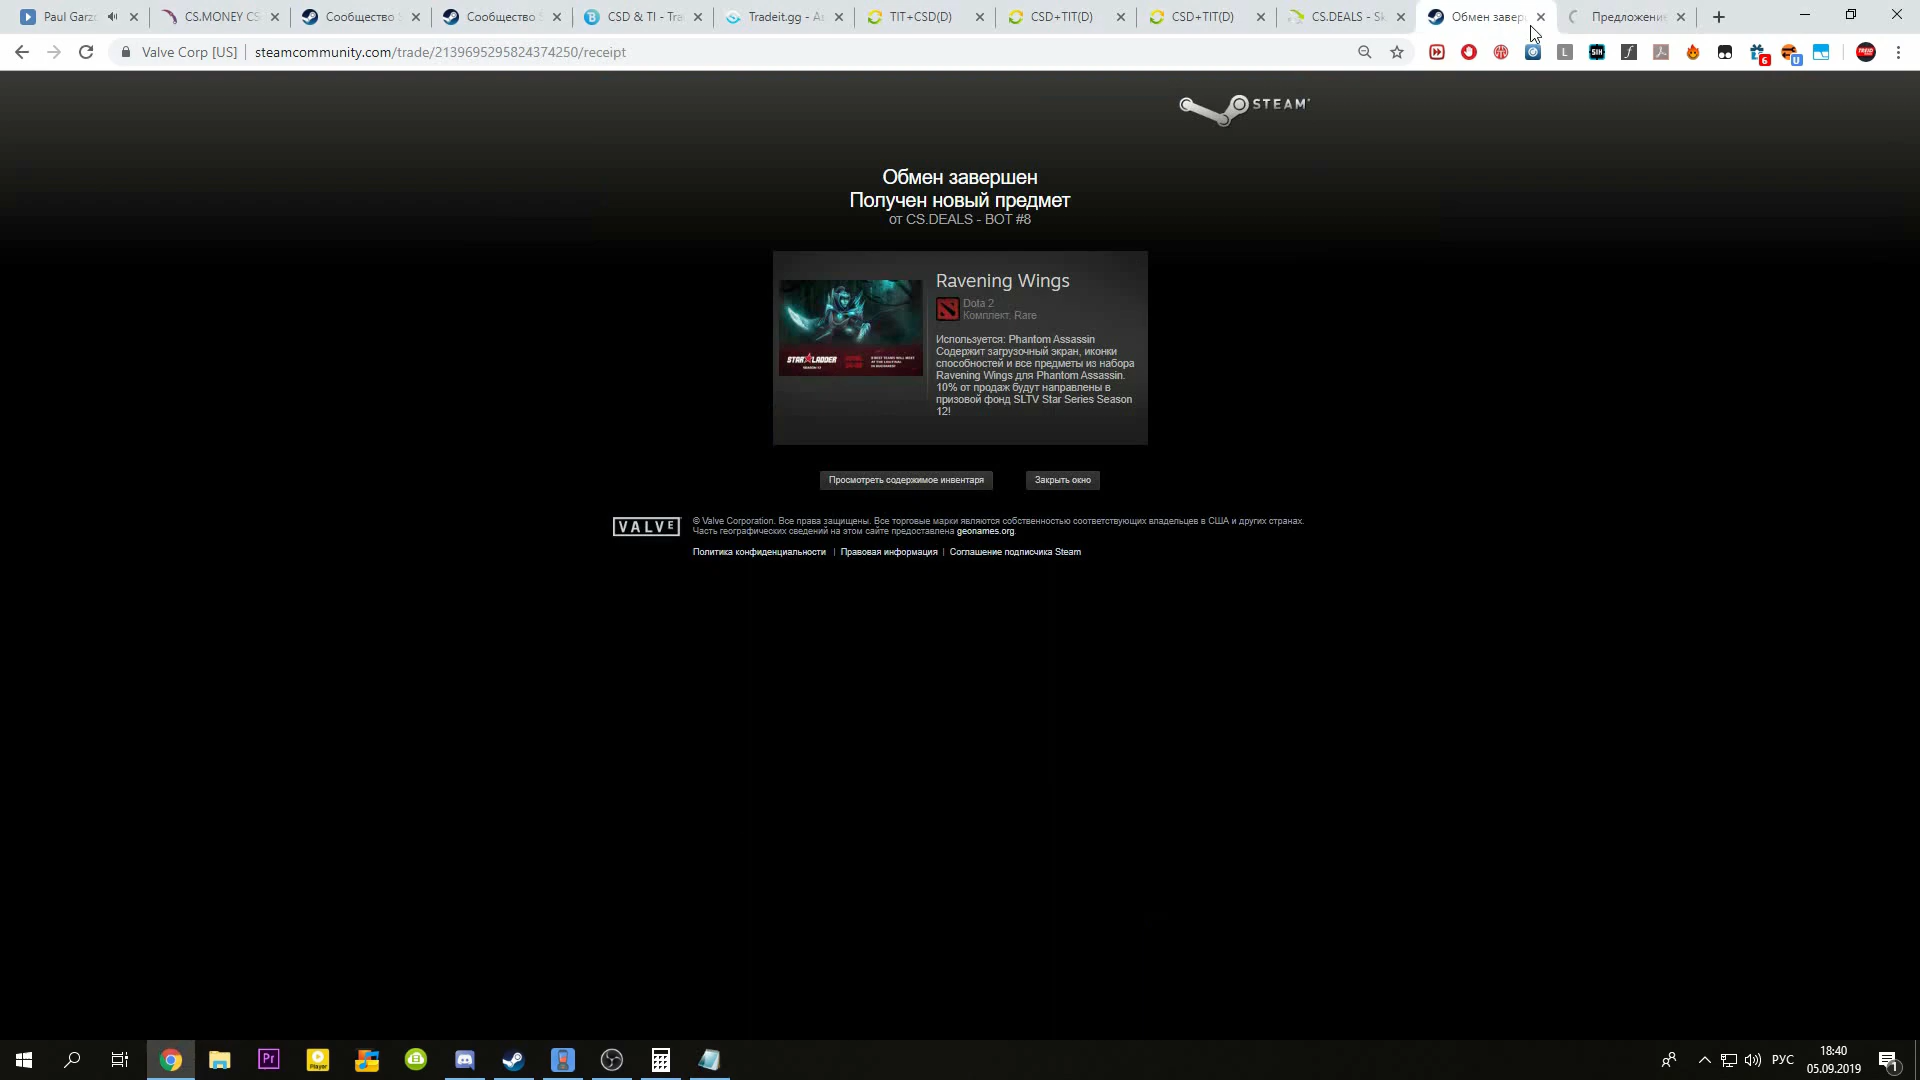 Paul Garz
CS.MONEY CS
Сообщество
Сообщество
CSD & TI - Tra
Tradeit.gg - A
TIT+CSD(D)
CSD+TIT(D)
CSD+TIT(D)
CS.DEALS - Sk
Обмен завер
Предложение
Valve Corp [US]
steamcommunity.com/trade/2139695295824374250/receipt
STEAM
Обмен завершен
Получен новый предмет
от CS.DEALS - BOT #8
Ravening Wings
Dota 2
Комплект, Rare
Используется: Phantom Assassin
Содержит загрузочный экран, иконки
способностей и все предметы из набора
Ravening Wings для Phantom Assassin.
10% от продаж будут направлены в
призовой фонд SLTV Star Series Season
12!
STAR LADDER
Просмотреть содержимое инвентаря
Закрыть окно
VALVE
© Valve Corporation. Все права защищены. Все торговые марки являются собственностью соответствующих владельцев в США и других странах.
Часть географических сведений на этом сайте предоставлена geonames.org.
Политика конфиденциальности | Правовая информация | Соглашение подписчика Steam
Pr
Player
РУС
18:40
05.09.2019
1